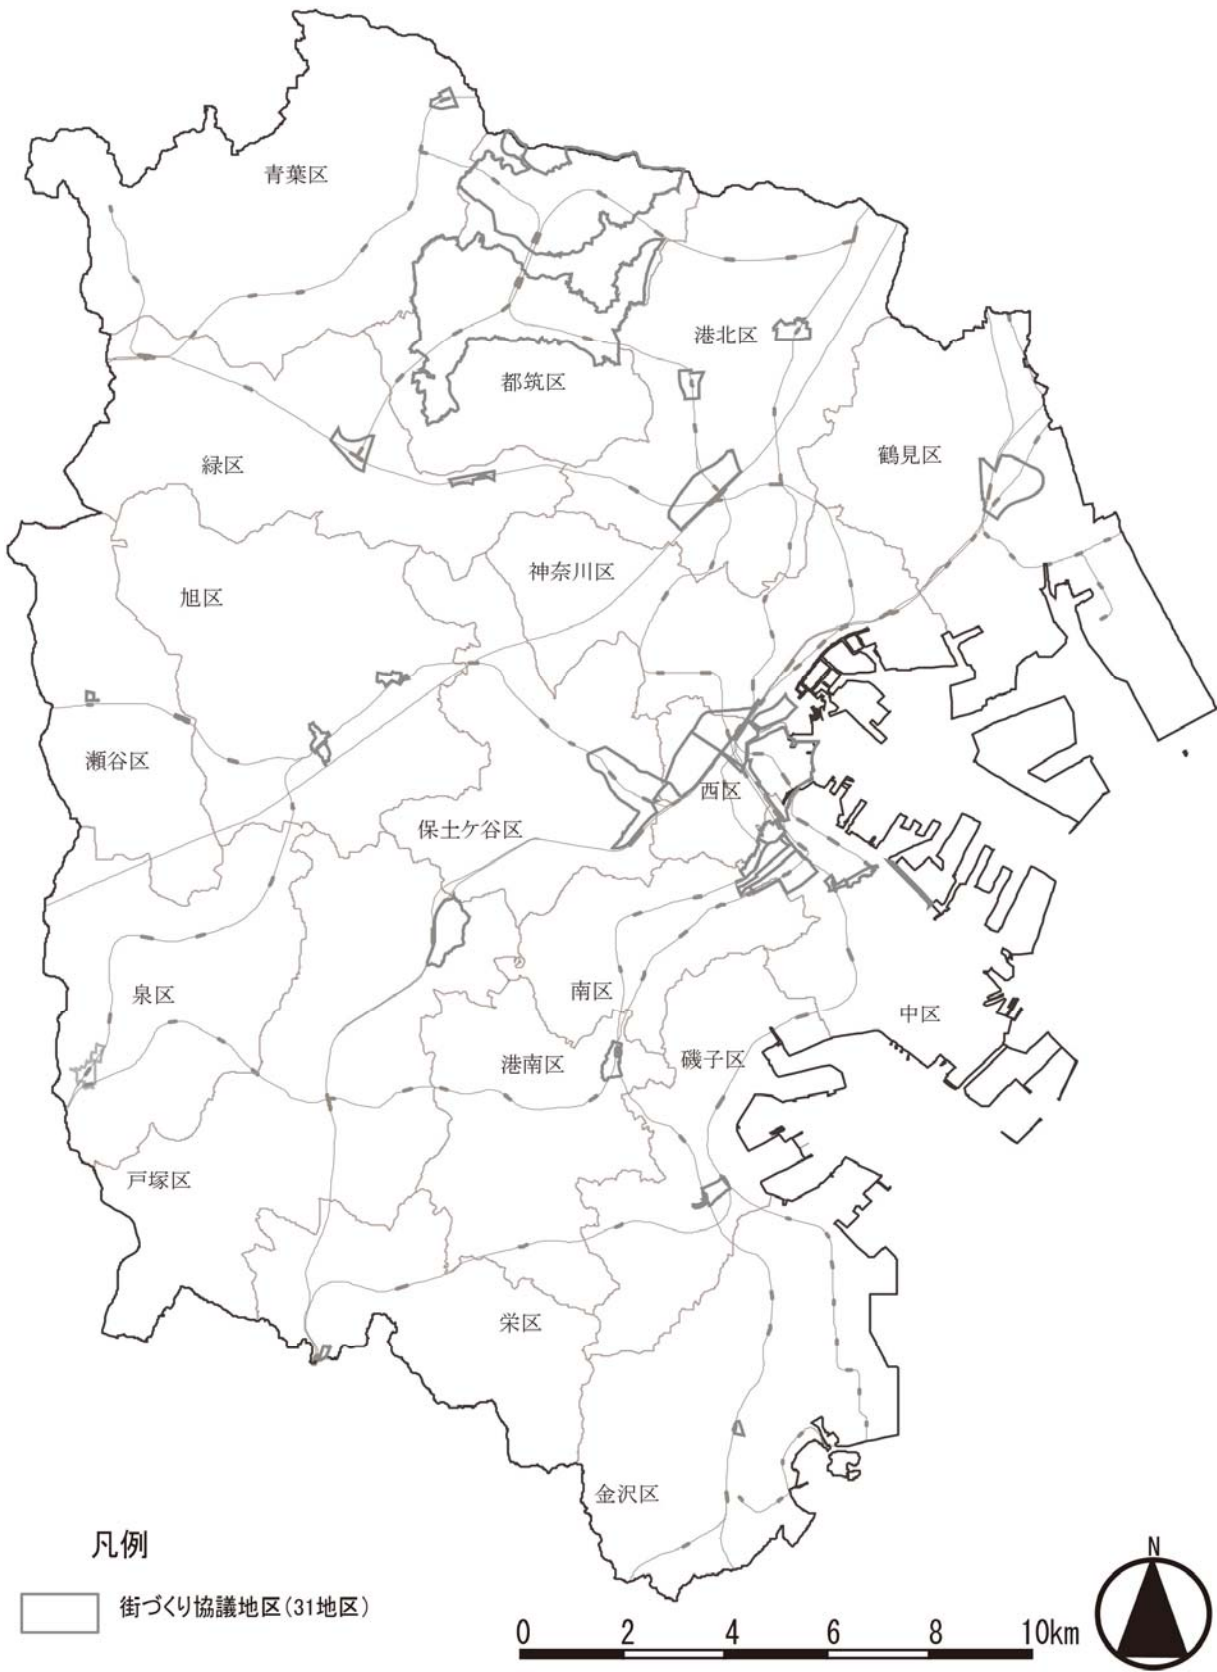 青葉区
港北区
都筑区
鶴見区
緑区
神奈川区
旭区
瀬谷区
西区
保土ケ谷区
泉区
南区
中区
港南区
磯子区
戸塚区
栄区
金沢区
凡例
街づくり協議地区(31地区)
0 2 4 6 8 10km
N